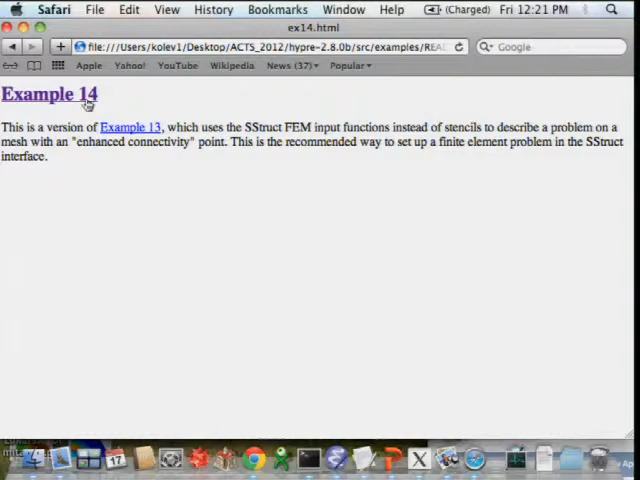 Safari File Edit View History Bookmarks Window Help (Charged) Fri 12:21 PM
ex14.html
file:///Users/kolev1/Desktop/ACTS_2012/hypre-2.8.0b/src/examples/REA Google
Apple Yahoo! YouTube Wikipedia News (37) Popular
Example 14
This is a version of Example 13, which uses the SStruct FEM input functions instead of stencils to describe a problem on a
mesh with an "enhanced connectivity" point. This is the recommended way to set up a finite element problem in the SStruct
interface.
17